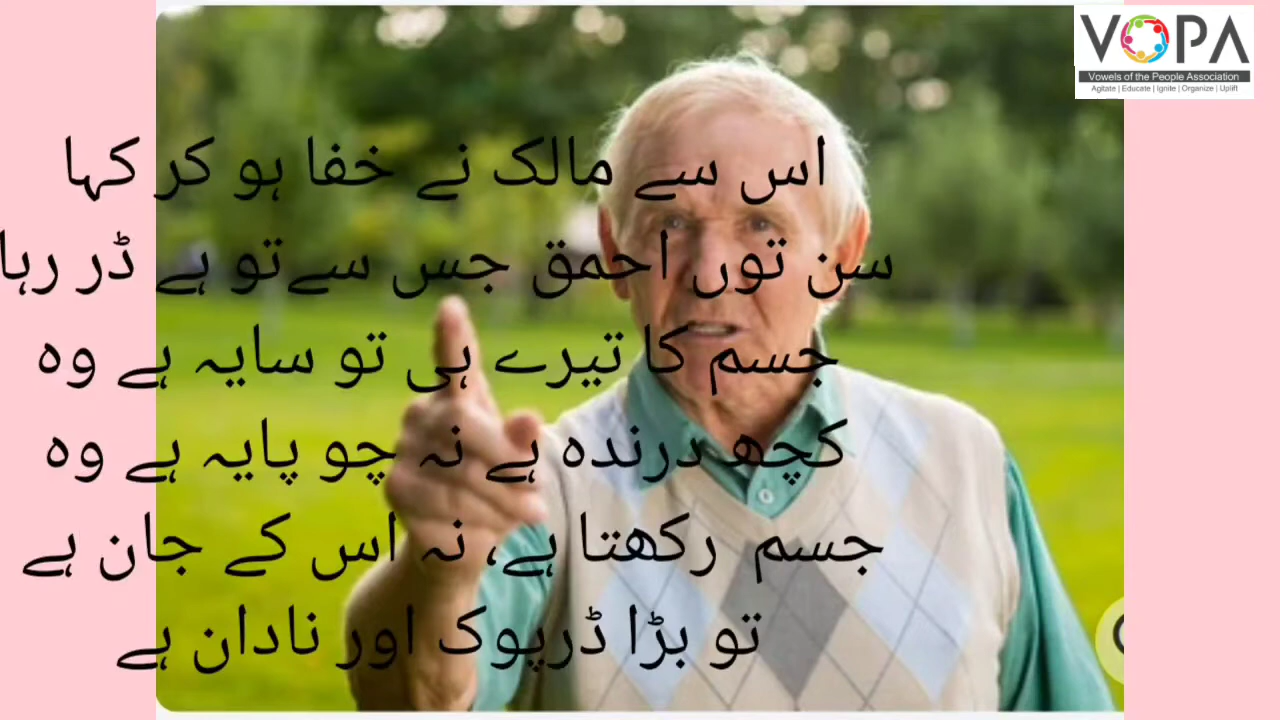 VOPA
Vowels of the People Association
Agitate | Educate | Ignite | Organize | Uplift
اس سے مالک نے خفا ہو کر کہا
سن توں احمق جس سےتو ہے ڈر رہا
جسم کا تیرے ہی تو سایہ ہے وہ
کچھ درندہ ہے نہ چو پایہ ہے وہ
جسم رکھتا ہے، نہ اس کے جان ہے
تو بڑا ڈرپوک اور نادان ہے